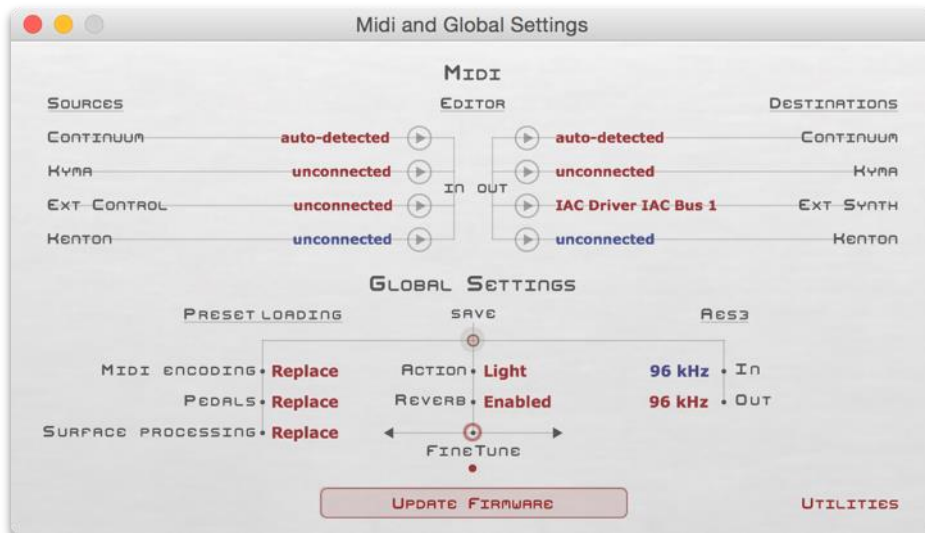 Midi and Global Settings
MIDI
SOURCES EDITOR DESTINATIONS
CONTINUUM auto-detected auto-detected CONTINUUM
KYMA unconnected unconnected KYMA
IN OUT
EXT CONTROL unconnected IAC Driver IAC Bus 1 EXT SYNTH
KENTON unconnected unconnected KENTON
GLOBAL SETTINGS
PRESET LOADING SAVE AES3
MIDI ENCODING Replace ACTION Light 96 kHz IN
PEDALS Replace REVERB Enabled 96 kHz OUT
SURFACE PROCESSING Replace
FINETUNE
UPDATE FIRMWARE UTILITIES